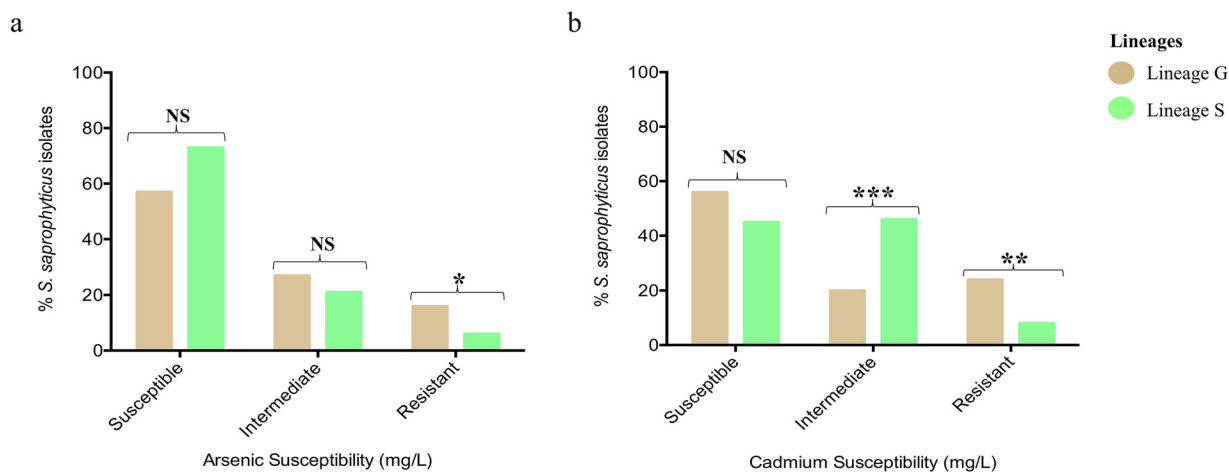 a
100
80
60
40
20
0
% S. saprophyticus isolates
NS
NS
*
Susceptible
Intermediate
Resistant
Arsenic Susceptibility (mg/L)
b
100
80
60
40
20
0
% S. saprophyticus isolates
NS
***
**
Susceptible
Intermediate
Resistant
Cadmium Susceptibility (mg/L)
Lineages
Lineage G
Lineage S